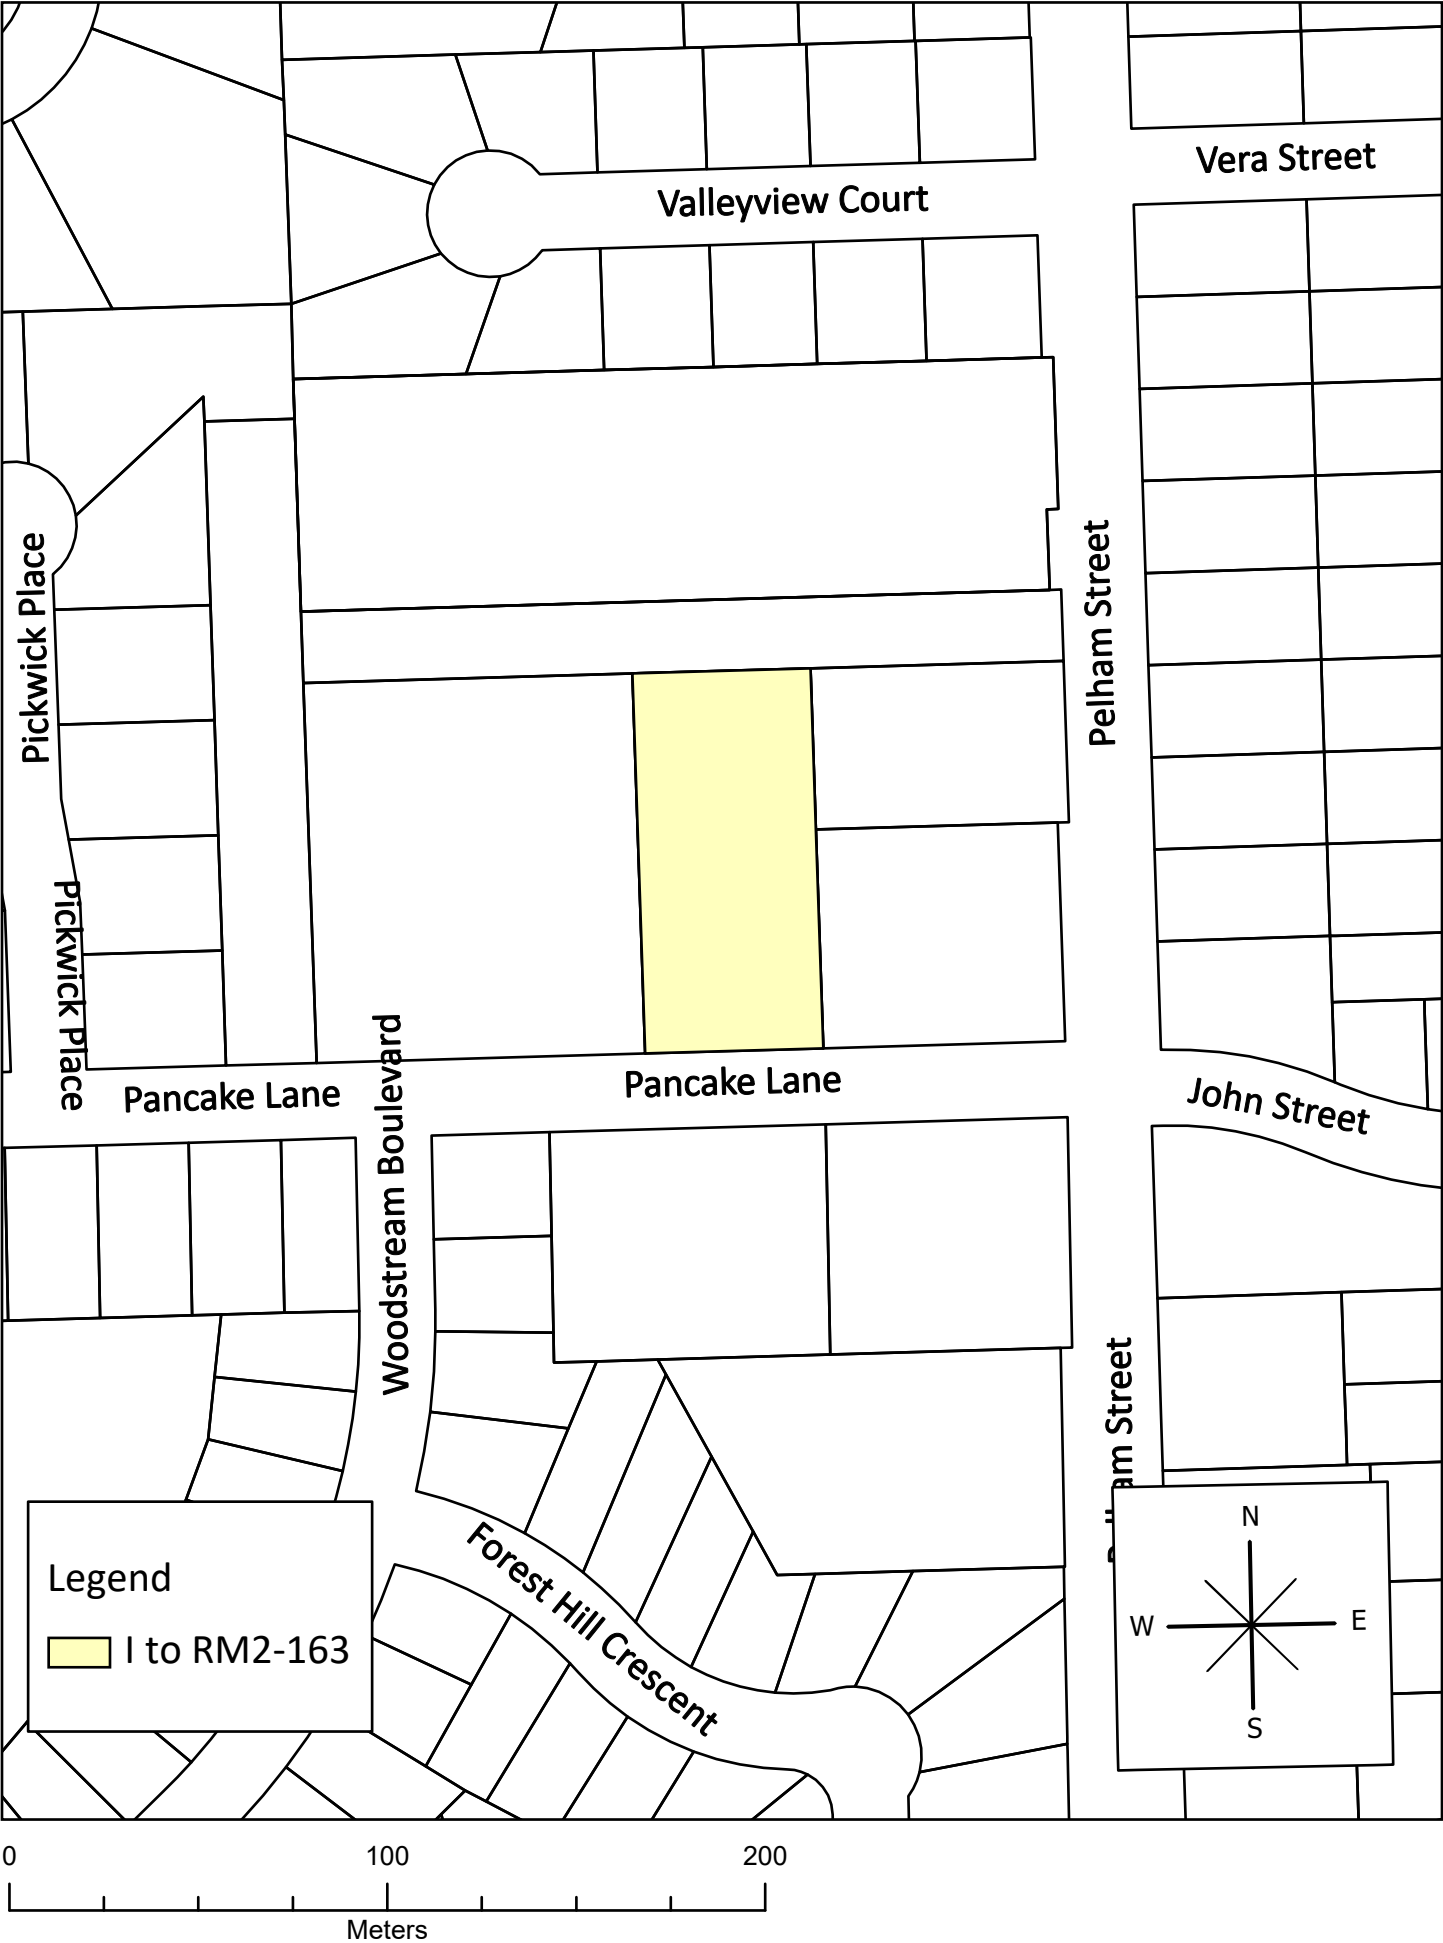 Vera Street
Valleyview Court
Pickwick Place
Pelham Street
Pickwick Place
Pancake Lane
Woodstream Boulevard
Pancake Lane
John Street
Forest Hill Crescent
Legend
I to RM2-163
N
W
E
S
0
100
200
Meters